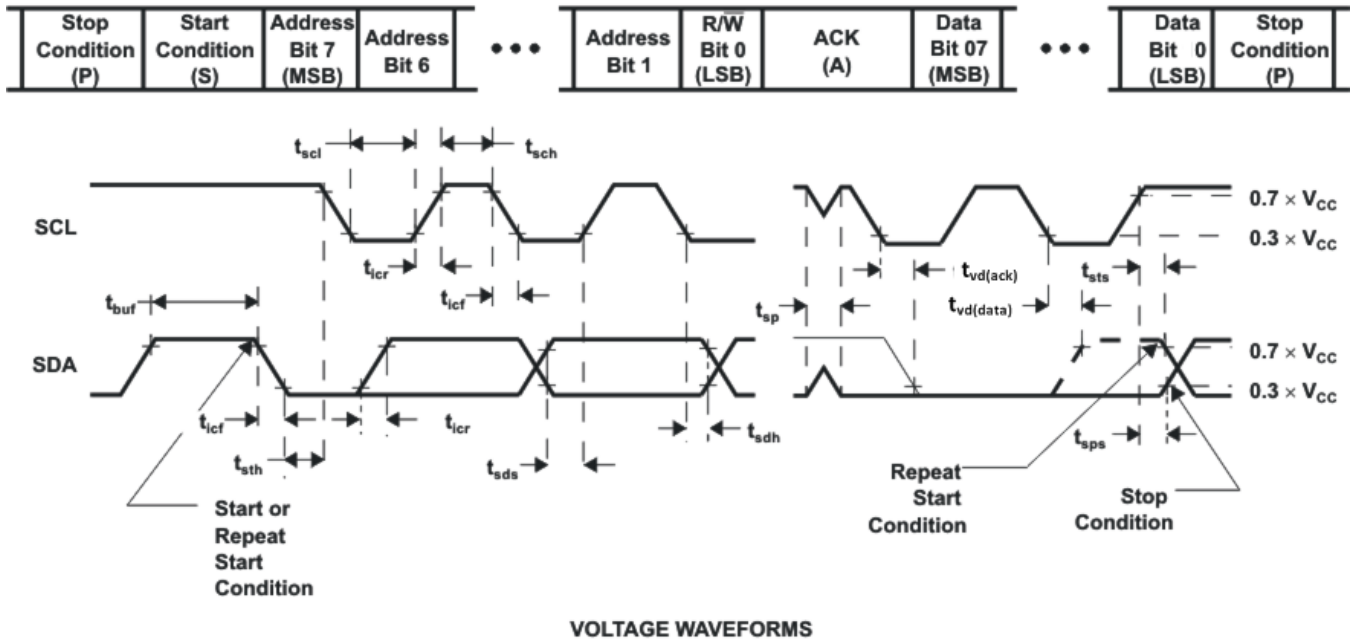 Stop
Condition
(P)
Start
Condition
(S)
Address
Bit 7
(MSB)
Address
Bit 6
•••
Address
Bit 1
R/W̅
Bit 0
(LSB)
ACK
(A)
Data
Bit 07
(MSB)
•••
Data
Bit 0
(LSB)
Stop
Condition
(P)
tscl
tsch
SCL
0.7 × VCC
0.3 × VCC
ticr
ticf
tbuf
tvd(ack)
tsts
tsp
tvd(data)
SDA
0.7 × VCC
0.3 × VCC
ticf
ticr
tsdh
tsth
tsds
tsps
Start or
Repeat
Start
Condition
Repeat
Start
Condition
Stop
Condition
VOLTAGE WAVEFORMS